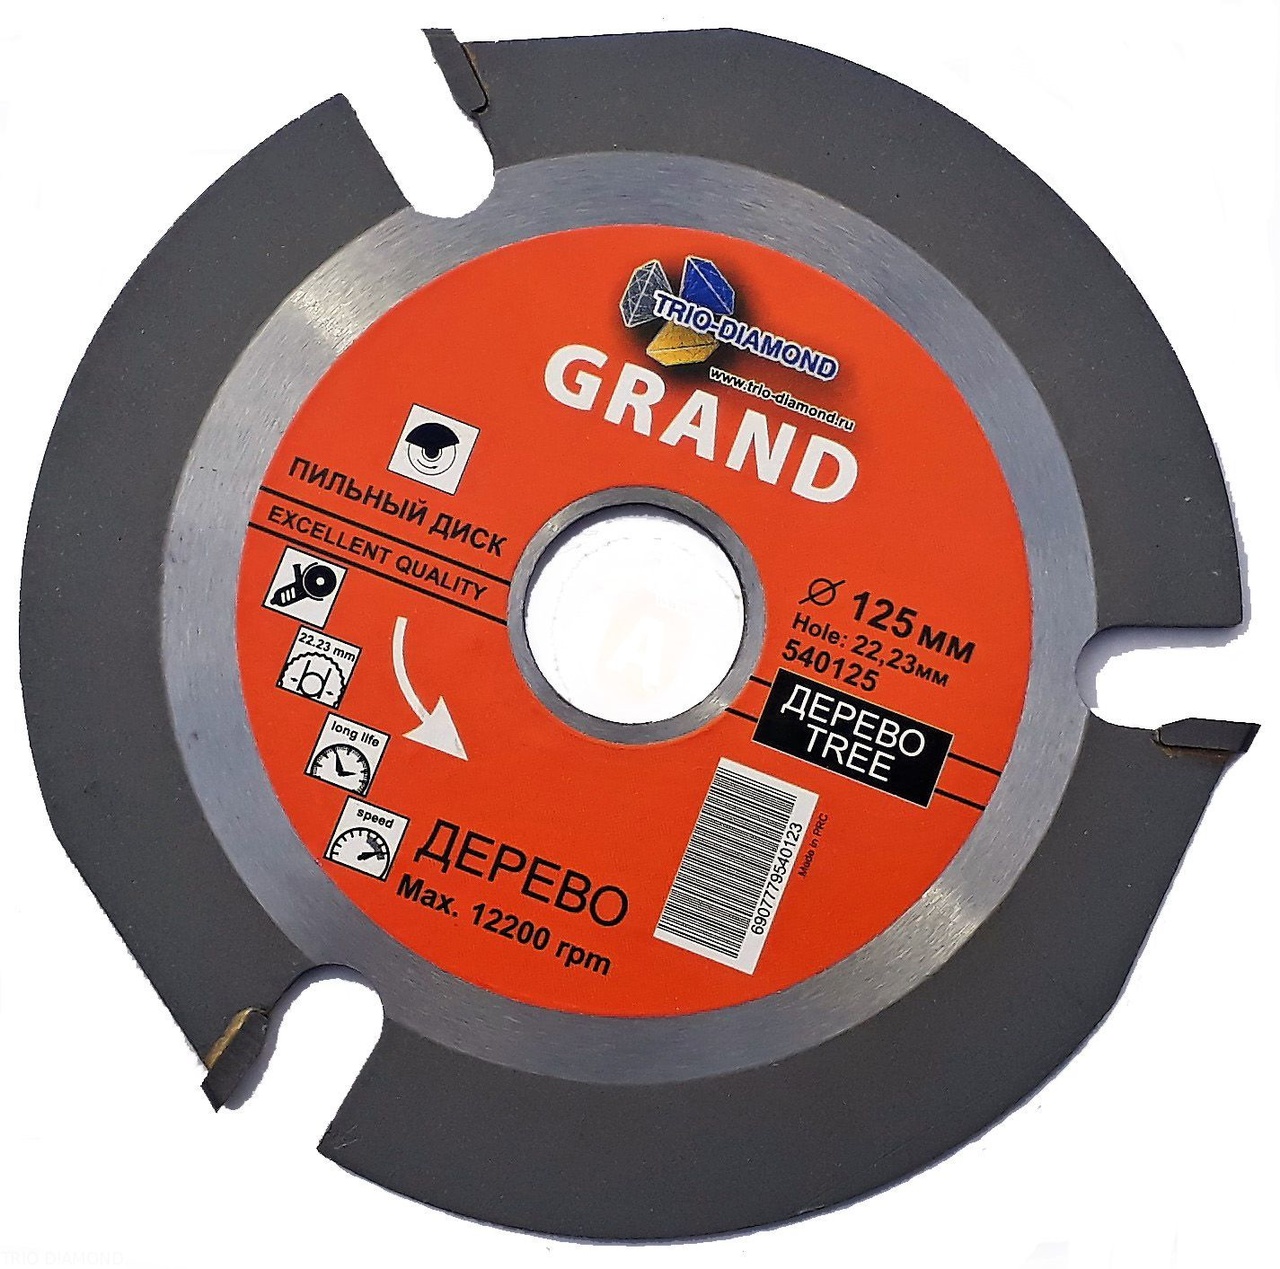 TRIO-DIAMOND
www.trio-diamond.ru
GRAND
ПИЛЬНЫЙ ДИСК
EXCELLENT QUALITY
22.23 mm
long life
speed
Ø 125 мм
Hole: 22,23мм
540125
ДЕРЕВО
TREE
ДЕРЕВО
Max. 12200 rpm
6907779540123
Made in PRC
TRIO DIAMOND